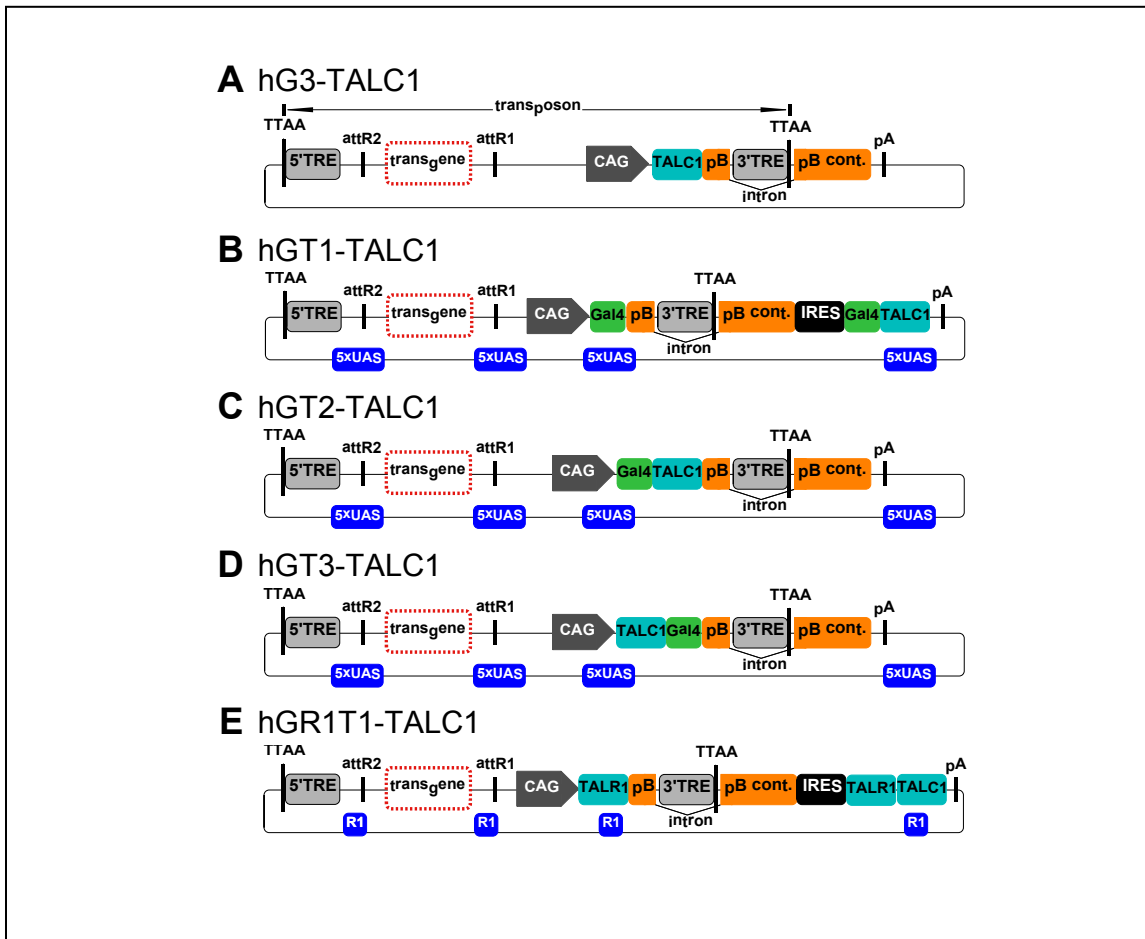 A hG3-TALC1
transposon
TTAA TTAA
attR2 attR1 pA
5'TRE transgene CAG TALC1 pB 3'TRE pB cont.
intron
B hGT1-TALC1
TTAA TTAA
attR2 attR1 pA
5'TRE transgene CAG Gal4 pB 3'TRE pB cont. IRES Gal4 TALC1
intron
5xUAS 5xUAS 5xUAS 5xUAS
C hGT2-TALC1
TTAA TTAA
attR2 attR1 pA
5'TRE transgene CAG Gal4 TALC1 pB 3'TRE pB cont.
intron
5xUAS 5xUAS 5xUAS 5xUAS
D hGT3-TALC1
TTAA TTAA
attR2 attR1 pA
5'TRE transgene CAG TALC1 Gal4 pB 3'TRE pB cont.
intron
5xUAS 5xUAS 5xUAS 5xUAS
E hGR1T1-TALC1
TTAA TTAA
attR2 attR1 pA
5'TRE transgene CAG TALR1 pB 3'TRE pB cont. IRES TALR1 TALC1
intron
R1 R1 R1 R1